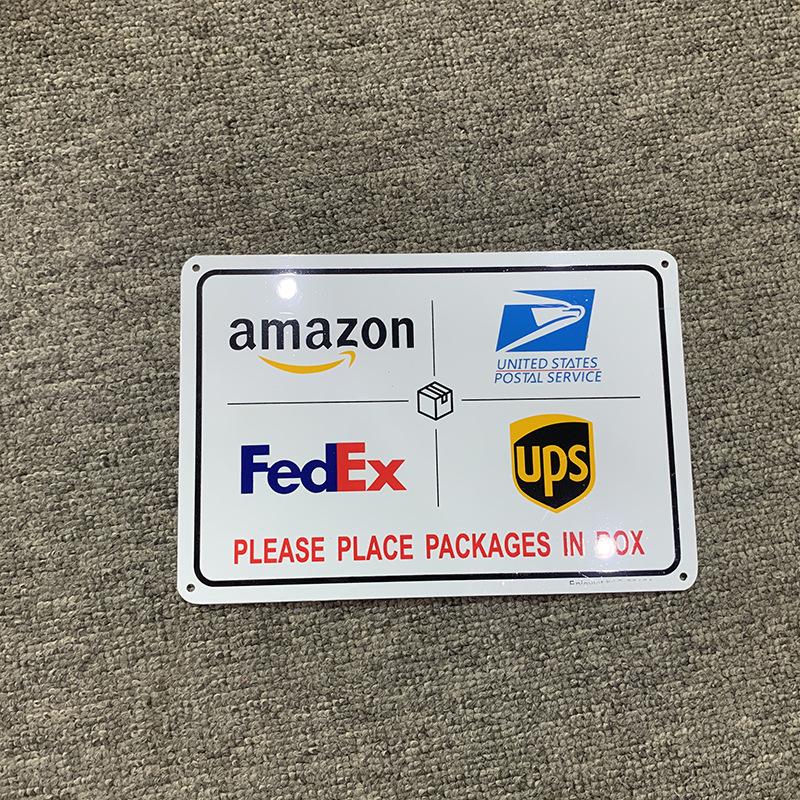 amazon
UNITED STATES
POSTAL SERVICE
FedEx
ups
PLEASE PLACE PACKAGES IN BOX